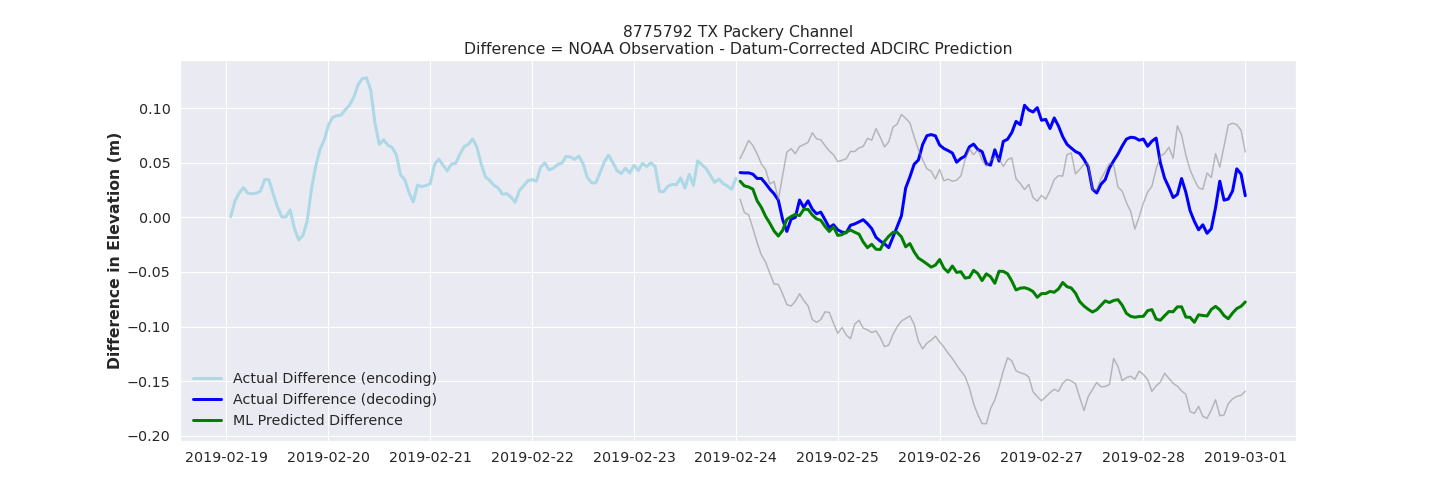 8775792 TX Packery Channel
Difference = NOAA Observation - Datum-Corrected ADCIRC Prediction
Difference in Elevation (m)
0.10
0.05
0.00
−0.05
−0.10
−0.15
−0.20
Actual Difference (encoding)
Actual Difference (decoding)
ML Predicted Difference
2019-02-19 2019-02-20 2019-02-21 2019-02-22 2019-02-23 2019-02-24 2019-02-25 2019-02-26 2019-02-27 2019-02-28 2019-03-01